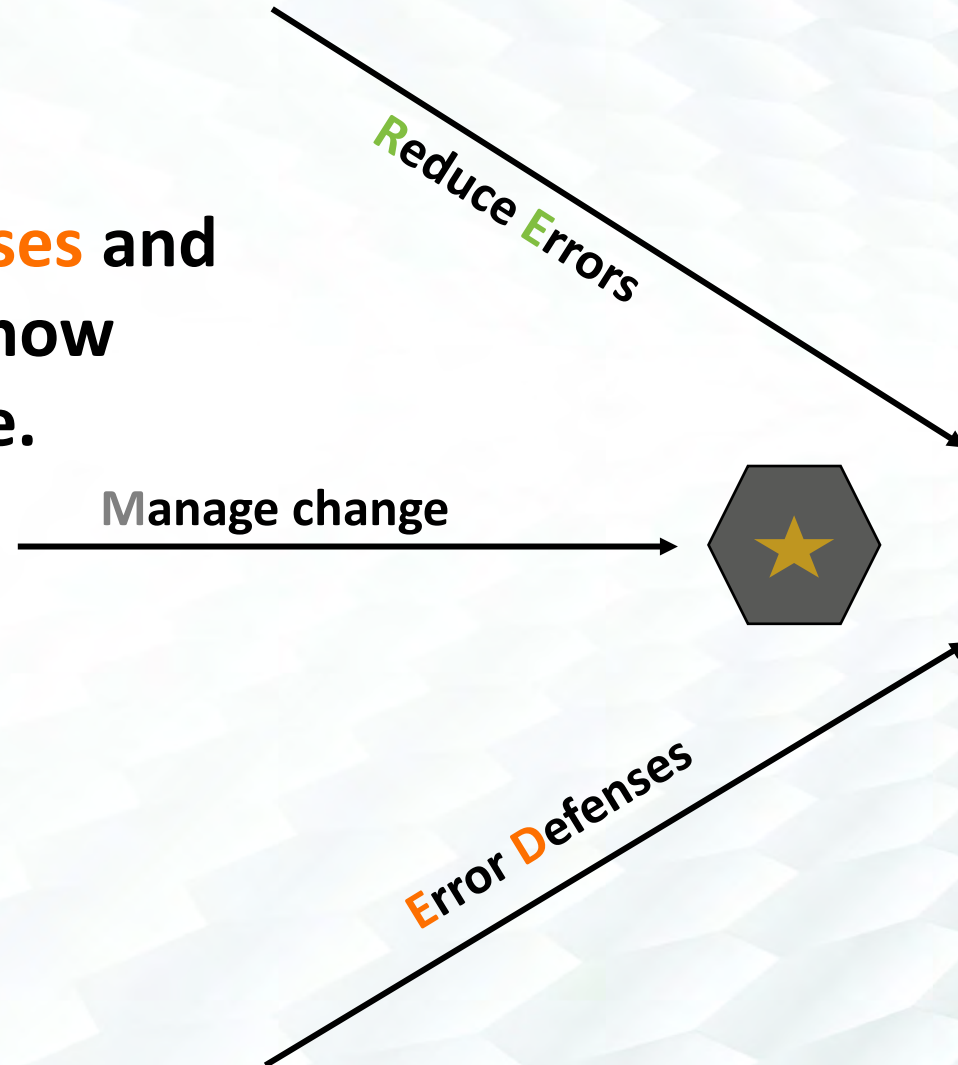 Reduce Errors
ses and
now
e.
Manage change
Error Defenses